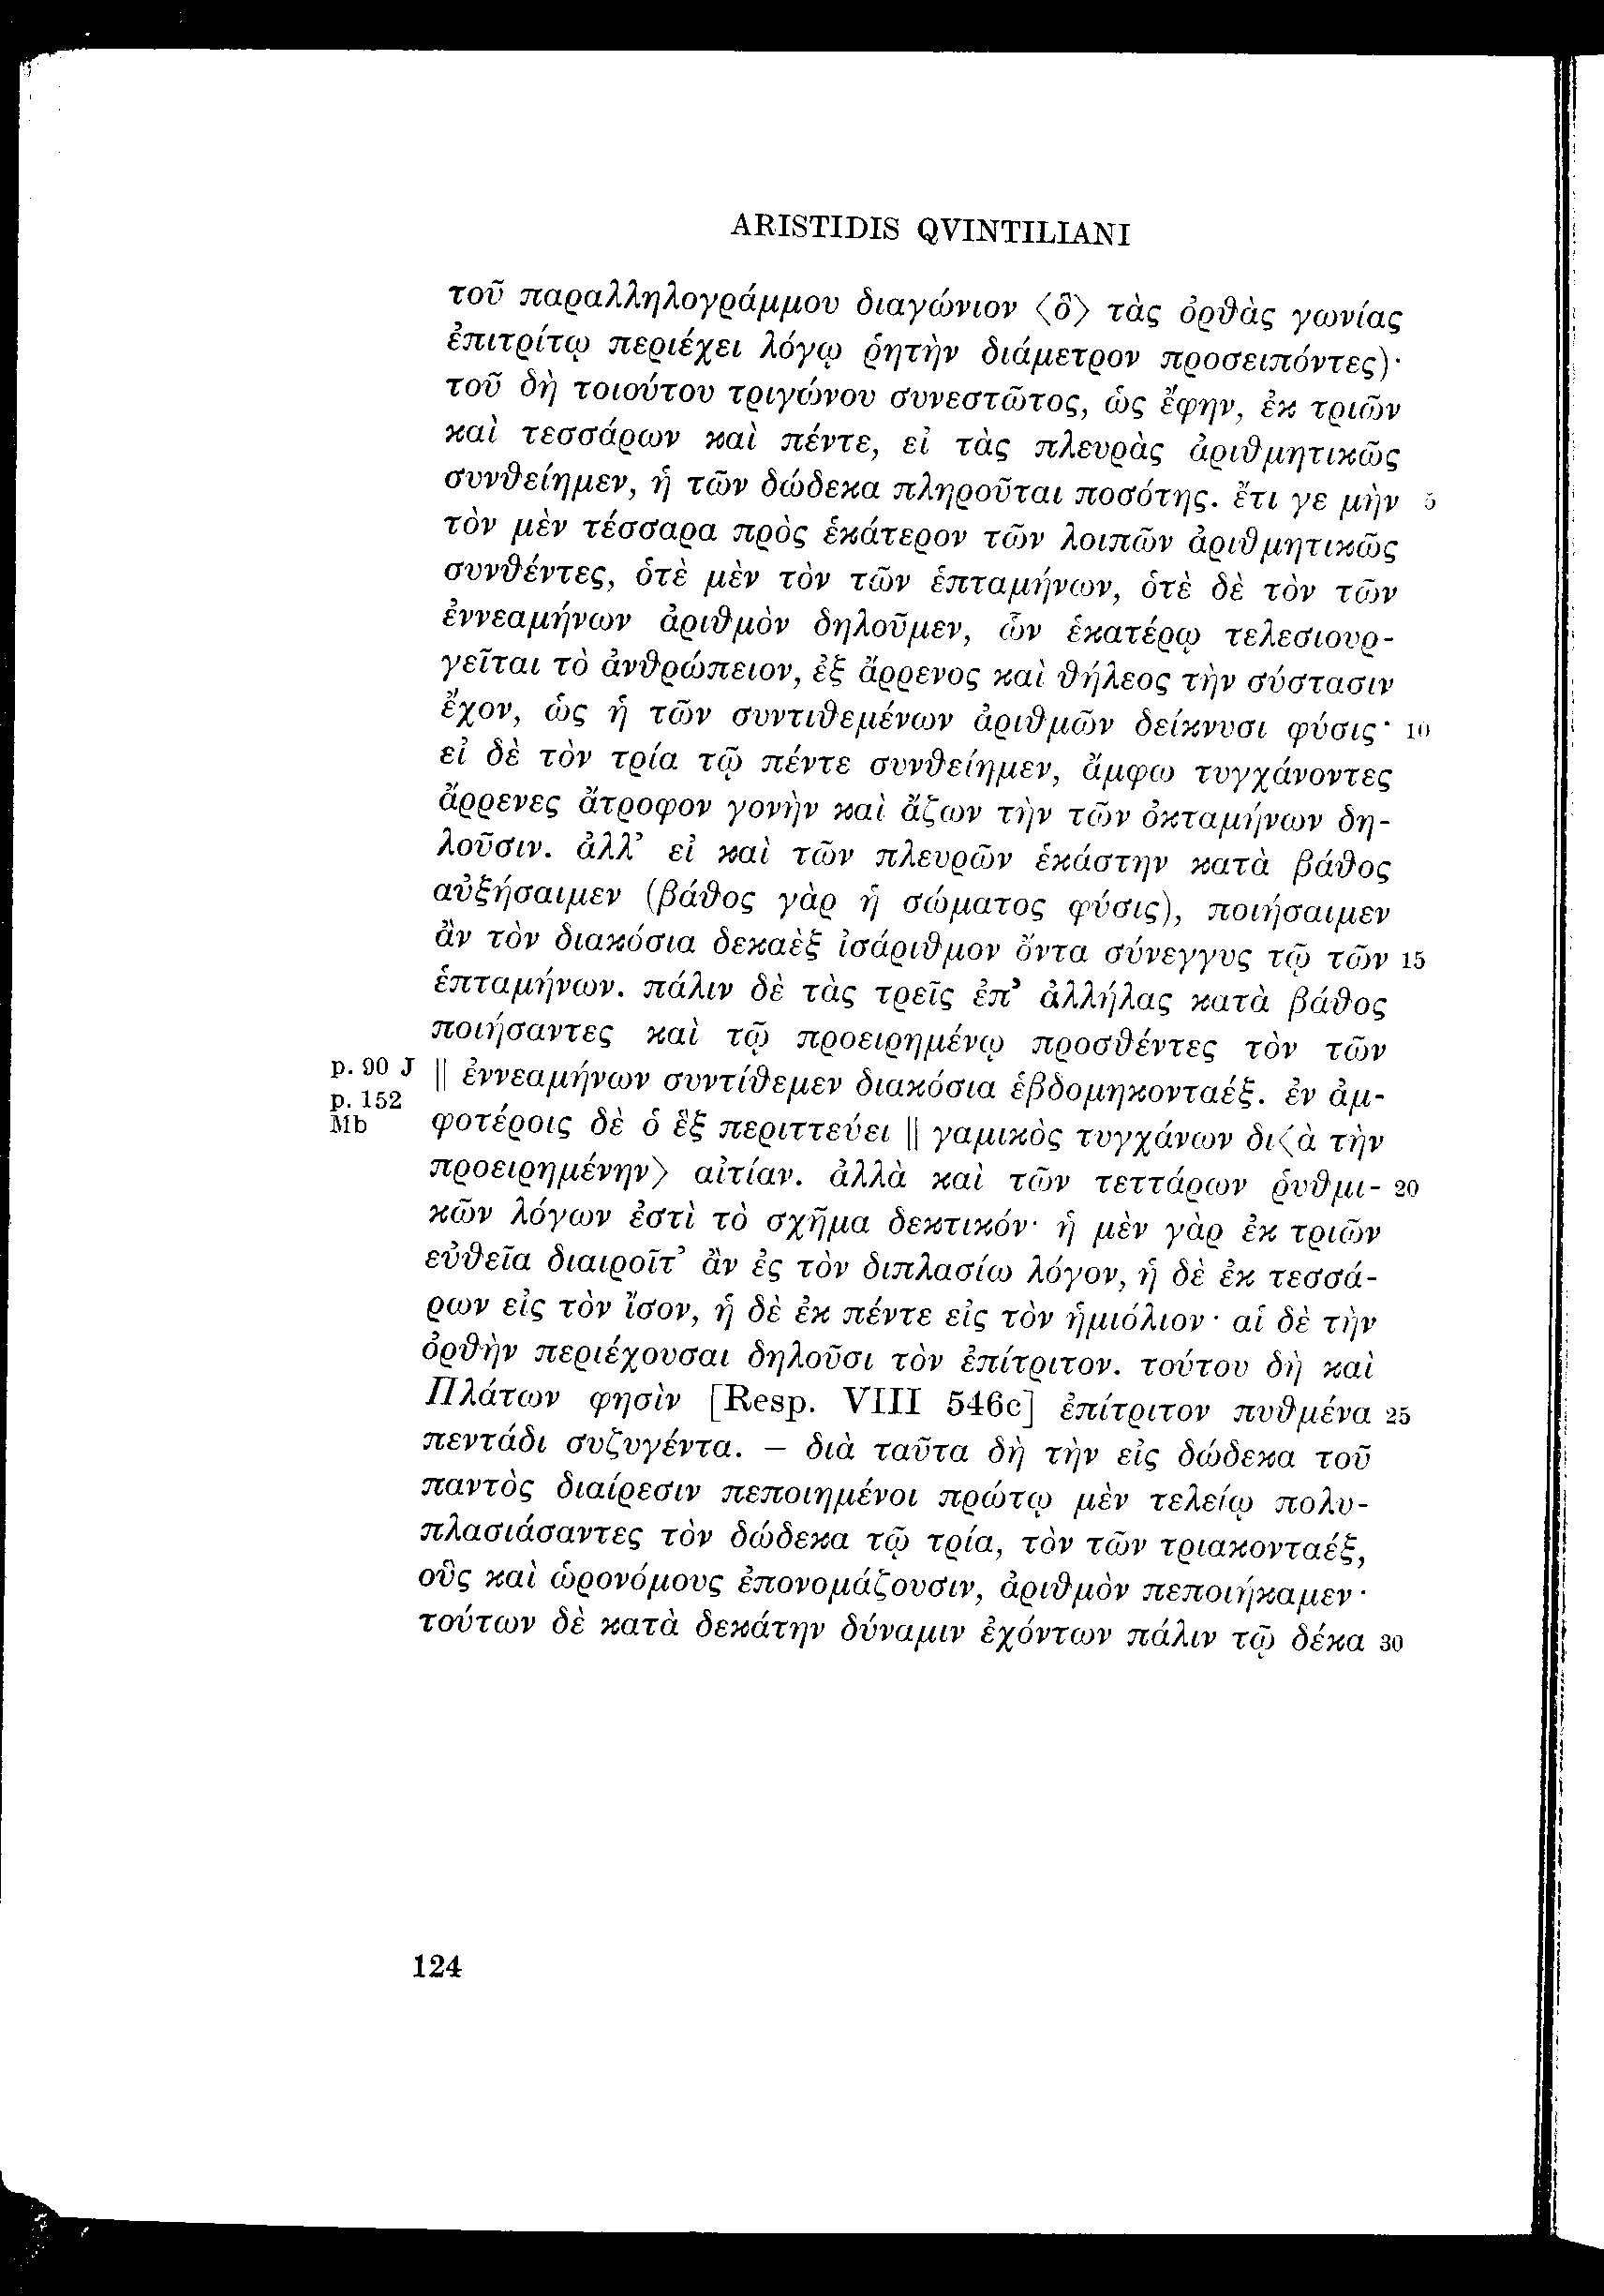 ARISTIDIS QVINTILIANI
τοῦ παραλληλογράμμου διαγώνιον ⟨ὃ⟩ τὰς ὀρθὰς γωνίας
ἐπιτρίτῳ περιέχει λόγῳ ῥητὴν διάμετρον προσειπόντες)·
τοῦ δὴ τοιούτου τριγώνου συνεστῶτος, ὡς ἔφην, ἐκ τριῶν
καὶ τεσσάρων καὶ πέντε, εἰ τὰς πλευρὰς ἀριθμητικῶς
συνθείημεν, ἡ τῶν δώδεκα πληροῦται ποσότης. ἔτι γε μὴν 5
τὸν μὲν τέσσαρα πρὸς ἑκάτερον τῶν λοιπῶν ἀριθμητικῶς
συνθέντες, ὁτὲ μὲν τὸν τῶν ἑπταμήνων, ὁτὲ δὲ τὸν τῶν
ἐννεαμήνων ἀριθμὸν δηλοῦμεν, ὧν ἑκατέρῳ τελεσιουρ-
γεῖται τὸ ἀνθρώπειον, ἐξ ἄρρενος καὶ θήλεος τὴν σύστασιν
ἔχον, ὡς ἡ τῶν συντιθεμένων ἀριθμῶν δείκνυσι φύσις· 10
εἰ δὲ τὸν τρία τῷ πέντε συνθείημεν, ἄμφω τυγχάνοντες
ἄρρενες ἄτροφον γονὴν καὶ ἄζων τὴν τῶν ὀκταμήνων δη-
λοῦσιν. ἀλλ’ εἰ καὶ τῶν πλευρῶν ἑκάστην κατὰ βάθος
αὐξήσαιμεν (βάθος γὰρ ἡ σώματος φύσις), ποιήσαιμεν
ἂν τὸν διακόσια δεκαὲξ ἰσάριθμον ὄντα σύνεγγυς τῷ τῶν 15
ἑπταμήνων. πάλιν δὲ τὰς τρεῖς ἐπ’ ἀλλήλας κατὰ βάθος
ποιήσαντες καὶ τῷ προειρημένῳ προσθέντες τὸν τῶν
p. 90 J || ἐννεαμήνων συντίθεμεν διακόσια ἑβδομηκονταέξ. ἐν ἀμ-
p. 152 Mb φοτέροις δὲ ὁ ἓξ περιττεύει || γαμικὸς τυγχάνων δι⟨ὰ τὴν
προειρημένην⟩ αἰτίαν. ἀλλὰ καὶ τῶν τεττάρων ῥυθμι- 20
κῶν λόγων ἐστὶ τὸ σχῆμα δεκτικόν· ἡ μὲν γὰρ ἐκ τριῶν
εὐθεῖα διαιροῖτ’ ἂν ἐς τὸν διπλασίω λόγον, ἡ δὲ ἐκ τεσσά-
ρων εἰς τὸν ἴσον, ἡ δὲ ἐκ πέντε εἰς τὸν ἡμιόλιον· αἱ δὲ τὴν
ὀρθὴν περιέχουσαι δηλοῦσι τὸν ἐπίτριτον. τούτου δὴ καὶ
Πλάτων φησὶν [Resp. VIII 546c] ἐπίτριτον πυθμένα 25
πεντάδι συζυγέντα. – διὰ ταῦτα δὴ τὴν εἰς δώδεκα τοῦ
παντὸς διαίρεσιν πεποιημένοι πρώτῳ μὲν τελείῳ πολυ-
πλασιάσαντες τὸν δώδεκα τῷ τρία, τὸν τῶν τριακονταέξ,
οὓς καὶ ὡρονόμους ἐπονομάζουσιν, ἀριθμὸν πεποιήκαμεν·
τούτων δὲ κατὰ δεκάτην δύναμιν ἐχόντων πάλιν τῷ δέκα 30
124